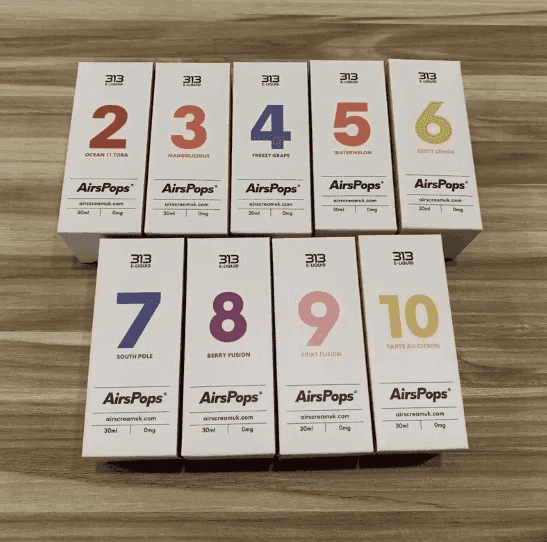 313
E-LIQUID
2
OCEAN 11 TOBA
AirsPops®
airscreamuk.com
30ml 0mg
313
E-LIQUID
3
MANGOLICIOUS
AirsPops®
airscreamuk.com
30ml 0mg
313
E-LIQUID
4
FREEZY GRAPE
AirsPops®
airscreamuk.com
30ml 0mg
313
E-LIQUID
5
WATERMELON
AirsPops®
airscreamuk.com
30ml 0mg
313
E-LIQUID
6
ZESTY LEMBA
AirsPops®
airscreamuk.com
30ml 0mg
313
E-LIQUID
7
SOUTH POLE
AirsPops®
airscreamuk.com
30ml 0mg
313
E-LIQUID
8
BERRY FUSION
AirsPops®
airscreamuk.com
30ml 0mg
313
E-LIQUID
9
FRIKT FUSION
AirsPops®
airscreamuk.com
30ml 0mg
313
E-LIQUID
10
TARTE AO CITRON
AirsPops®
airscreamuk.com
30ml 0mg